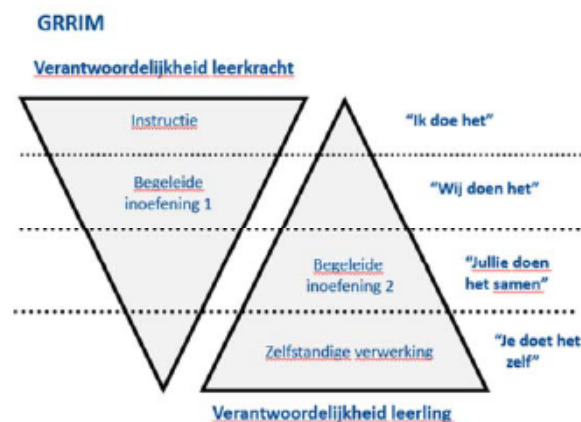 GRRIM
Verantwoordelijkheid leerkracht
Instructie
"Ik doe het"
Begeleide
inoefening 1
"Wij doen het"
Begeleide
inoefening 2
"Jullie doen
het samen"
Zelfstandige verwerking
"Je doet het
zelf"
Verantwoordelijkheid leerling